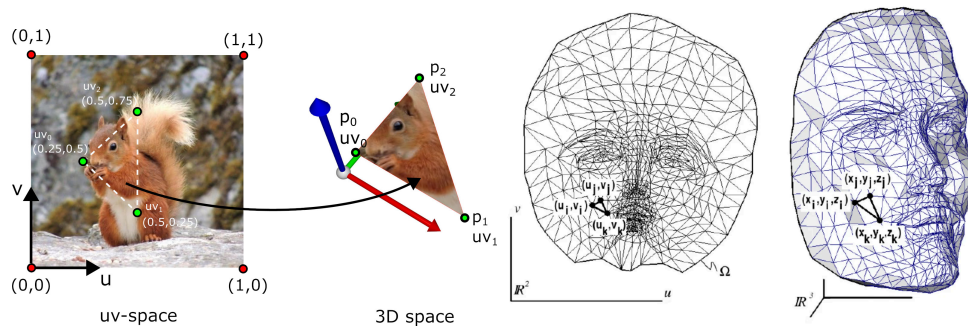 (0,1)
(1,1)
uv₂
(0.5,0.75)
uv₀
(0.25,0.5)
uv₁
(0.5,0.25)
v
u
(0,0)
(1,0)
uv-space
p₂
uv₂
p₀
uv₀
p₁
uv₁
3D space
v
(uⱼ,vⱼ)
(uᵢ,vᵢ)
(uₖ,vₖ)
Ω
IR²
u
(xⱼ,yⱼ,zⱼ)
(xᵢ,yᵢ,zᵢ)
(xₖ,yₖ,zₖ)
IR³